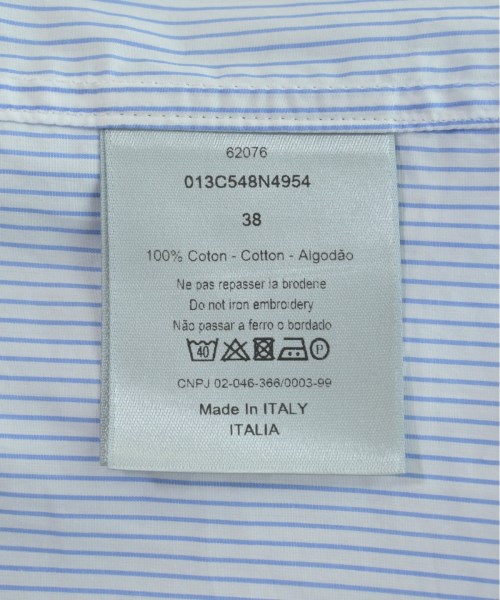 62076
013C548N4954
38
100% Coton - Cotton - Algodão
Ne pas repasser la broderie
Do not iron embroidery
Não passar a ferro o bordado
40 P
CNPJ 02-046-366/0003-99
Made In ITALY
ITALIA